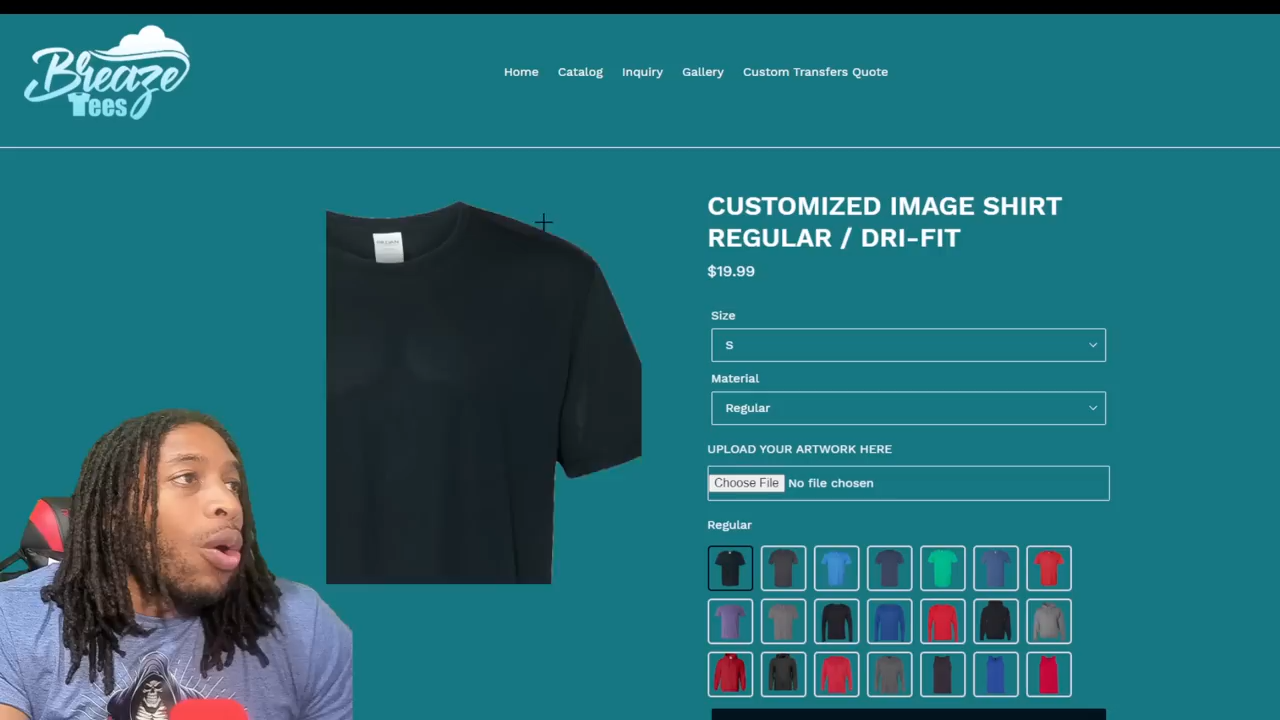 Breaze
Tees
Home Catalog Inquiry Gallery Custom Transfers Quote
CUSTOMIZED IMAGE SHIRT
REGULAR / DRI-FIT
$19.99
Size
S
Material
Regular
UPLOAD YOUR ARTWORK HERE
Choose File No file chosen
Regular